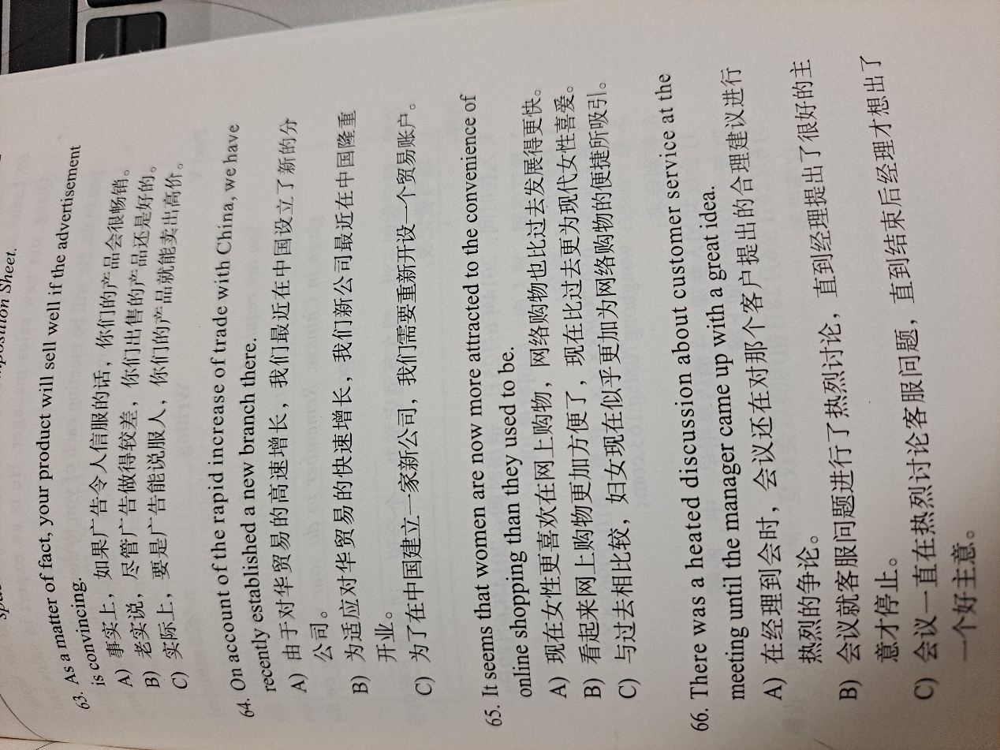 mposition Sheet.
63. As a matter of fact, your product will sell well if the advertisement
is convincing.
A) 事实上，如果广告令人信服的话，你们的产品会很畅销。
B) 老实说，尽管广告做得较差，你们出售的产品还是好的。
C) 实际上，要是广告能说服人，你们的产品就能卖出高价。
64. On account of the rapid increase of trade with China, we have
recently established a new branch there.
A) 由于对华贸易的高速增长，我们最近在中国设立了新的分
公司。
B) 为适应对华贸易的快速增长，我们新公司最近在中国隆重
开业。
C) 为了在中国建立一家新公司，我们需要重新开设一个贸易账户。
65. It seems that women are now more attracted to the convenience of
online shopping than they used to be.
A) 现在女性更喜欢在网上购物，网络购物也比过去发展得更快。
B) 看起来网上购物更加方便了，现在比过去更为现代女性喜爱。
C) 与过去相比较，妇女现在似乎更加为网络购物的便捷所吸引。
66. There was a heated discussion about customer service at the
meeting until the manager came up with a great idea.
A) 在经理到会时，会议还在对那个客户提出的合理建议进行
热烈的争论。
B) 会议就客服问题进行了热烈讨论，直到经理提出了很好的主
意才停止。
C) 会议一直在热烈讨论客服问题，直到结束后经理才想出了
一个好主意。